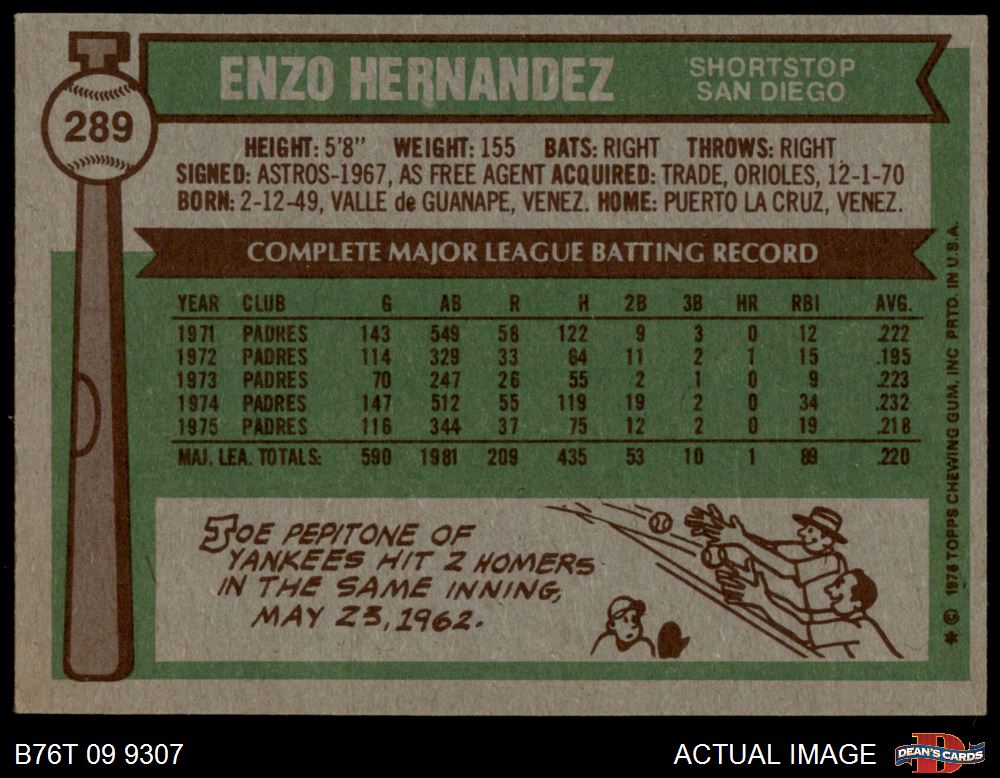 289
ENZO HERNANDEZ
SHORTSTOP
SAN DIEGO
HEIGHT: 5'8" WEIGHT: 155 BATS: RIGHT THROWS: RIGHT
SIGNED: ASTROS-1967, AS FREE AGENT ACQUIRED: TRADE, ORIOLES, 12-1-70
BORN: 2-12-49, VALLE de GUANAPE, VENEZ. HOME: PUERTO LA CRUZ, VENEZ.
COMPLETE MAJOR LEAGUE BATTING RECORD
YEAR CLUB G AB R H 2B 3B HR RBI AVG.
1971 PADRES 143 549 58 122 9 3 0 12 .222
1972 PADRES 114 329 33 64 11 2 1 15 .195
1973 PADRES 70 247 26 55 2 1 0 9 .223
1974 PADRES 147 512 55 119 19 2 0 34 .232
1975 PADRES 116 344 37 75 12 2 0 19 .218
MAJ. LEA. TOTALS: 590 1981 209 435 53 10 1 89 .220
JOE PEPITONE OF
YANKEES HIT 2 HOMERS
IN THE SAME INNING,
MAY 23, 1962.
* © 1976 TOPPS CHEWING GUM, INC PRTD. IN U.S.A.
B76T 09 9307
ACTUAL IMAGE
D
DEAN'S CARDS